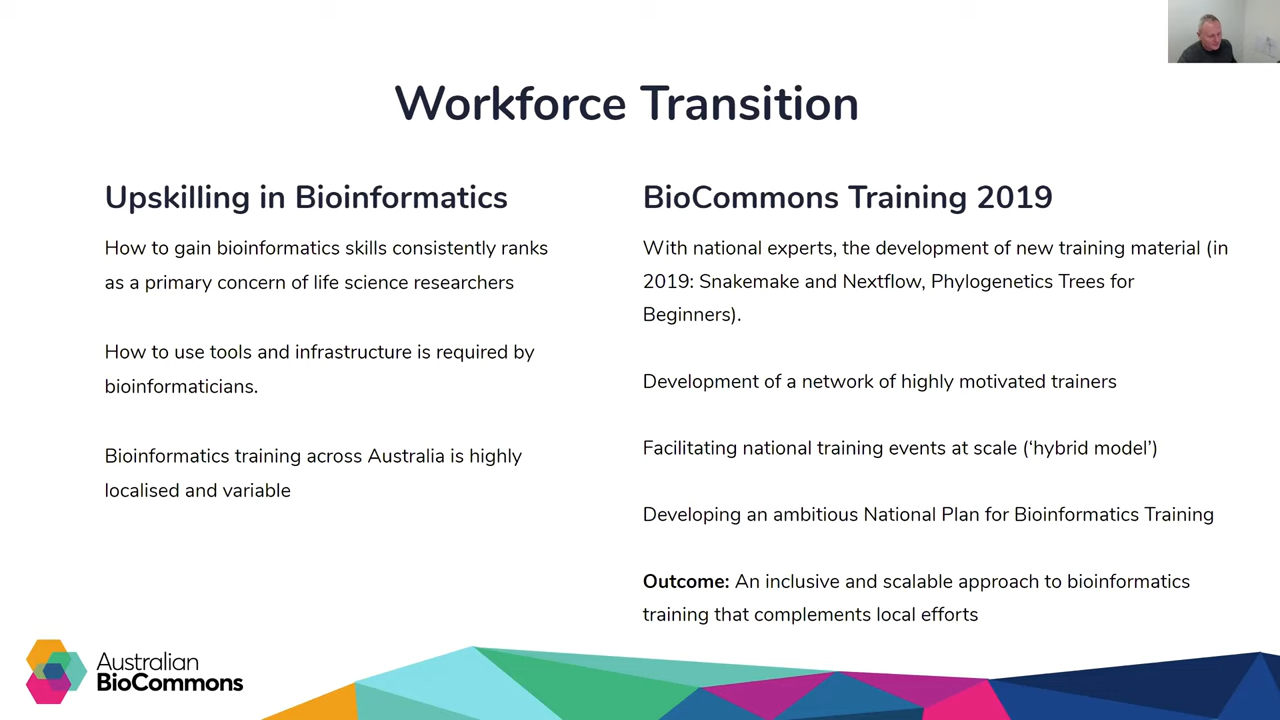 Workforce Transition
Upskilling in Bioinformatics
How to gain bioinformatics skills consistently ranks
as a primary concern of life science researchers
How to use tools and infrastructure is required by
bioinformaticians.
Bioinformatics training across Australia is highly
localised and variable
BioCommons Training 2019
With national experts, the development of new training material (in
2019: Snakemake and Nextflow, Phylogenetics Trees for
Beginners).
Development of a network of highly motivated trainers
Facilitating national training events at scale (‘hybrid model’)
Developing an ambitious National Plan for Bioinformatics Training
Outcome: An inclusive and scalable approach to bioinformatics
training that complements local efforts
Australian
BioCommons